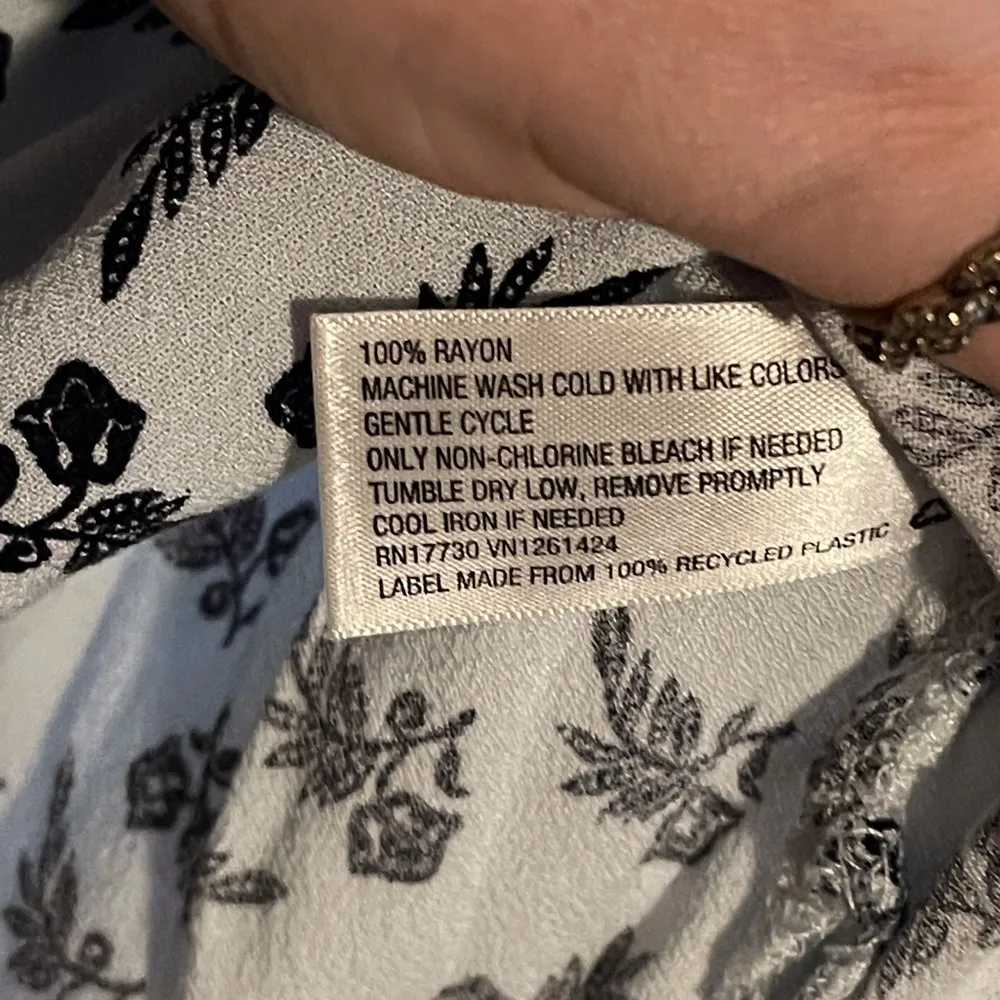 100% RAYON
MACHINE WASH COLD WITH LIKE COLORS
GENTLE CYCLE
ONLY NON-CHLORINE BLEACH IF NEEDED
TUMBLE DRY LOW, REMOVE PROMPTLY
COOL IRON IF NEEDED
RN17730 VN1261424
LABEL MADE FROM 100% RECYCLED PLASTIC